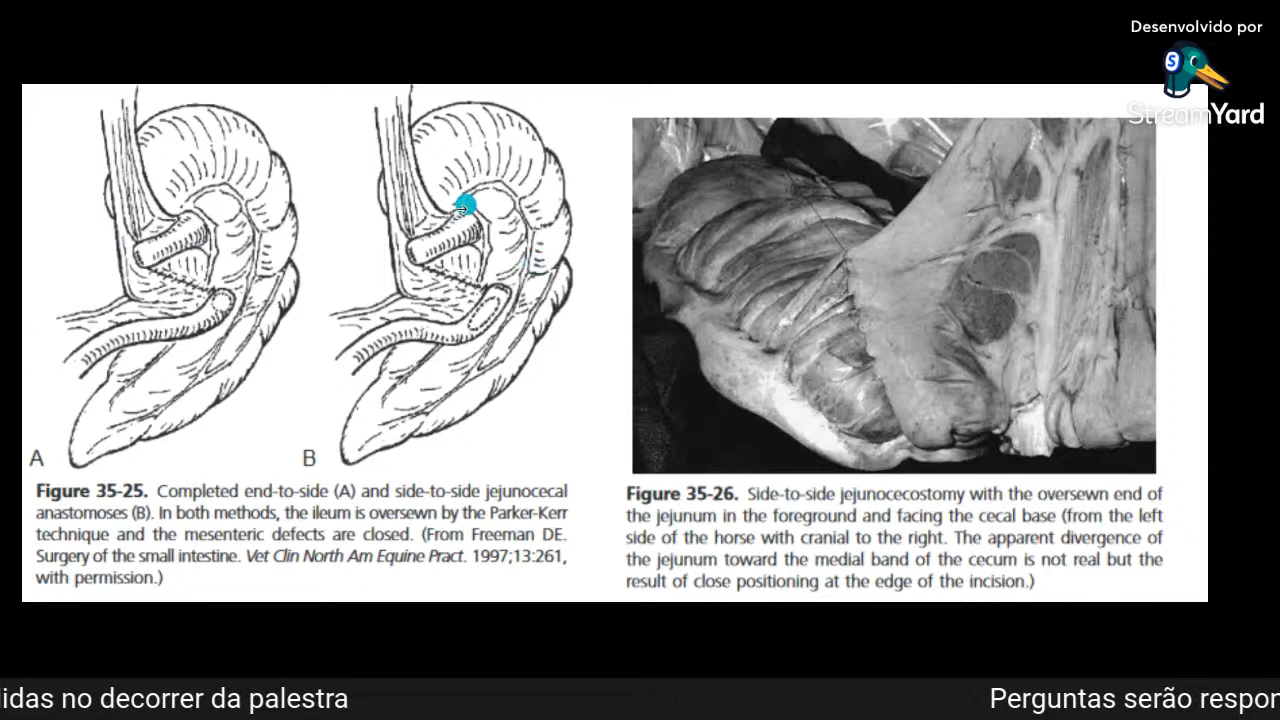 Desenvolvido por
S
StreamYard
A
B
Figure 35-25. Completed end-to-side (A) and side-to-side jejunocecal
anastomoses (B). In both methods, the ileum is oversewn by the Parker-Kerr
technique and the mesenteric defects are closed. (From Freeman DE.
Surgery of the small intestine. Vet Clin North Am Equine Pract. 1997;13:261,
with permission.)
Figure 35-26. Side-to-side jejunocecostomy with the oversewn end of
the jejunum in the foreground and facing the cecal base (from the left
side of the horse with cranial to the right. The apparent divergence of
the jejunum toward the medial band of the cecum is not real but the
result of close positioning at the edge of the incision.)
lidas no decorrer da palestra
Perguntas serão respon